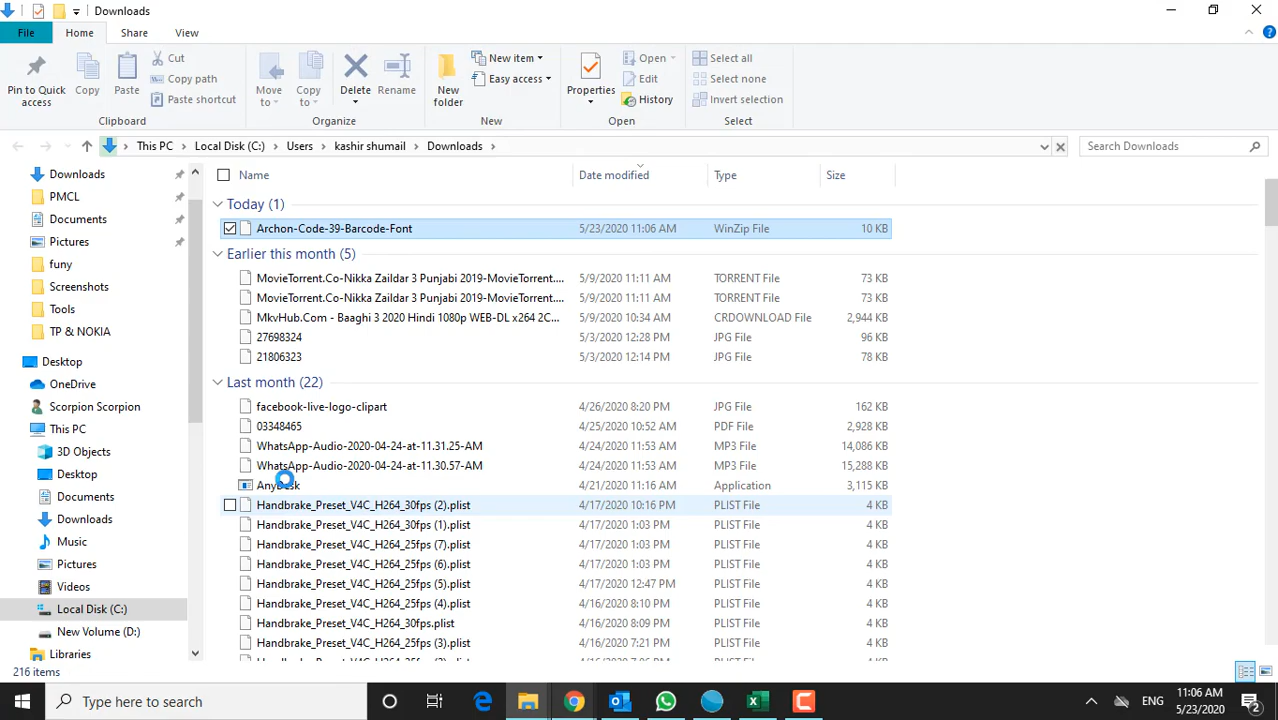 Downloads
File Home Share View
Pin to Quick access
Copy
Paste
Cut
Copy path
Paste shortcut
Clipboard
Move to
Copy to
Delete
Rename
Organize
New folder
New item
Easy access
New
Properties
Open
Edit
History
Open
Select all
Select none
Invert selection
Select
This PC Local Disk (C:) Users kashir shumail Downloads
Search Downloads
Downloads
PMCL
Documents
Pictures
funy
Screenshots
Tools
TP & NOKIA
Desktop
OneDrive
Scorpion Scorpion
This PC
3D Objects
Desktop
Documents
Downloads
Music
Pictures
Videos
Local Disk (C:)
New Volume (D:)
Libraries
Name Date modified Type Size
Today (1)
Archon-Code-39-Barcode-Font 5/23/2020 11:06 AM WinZip File 10 KB
Earlier this month (5)
MovieTorrent.Co-Nikka Zaildar 3 Punjabi 2019-MovieTorrent.... 5/9/2020 11:11 AM TORRENT File 73 KB
MovieTorrent.Co-Nikka Zaildar 3 Punjabi 2019-MovieTorrent.... 5/9/2020 11:11 AM TORRENT File 73 KB
MkvHub.Com - Baaghi 3 2020 Hindi 1080p WEB-DL x264 2C... 5/9/2020 10:34 AM CRDOWNLOAD File 2,944 KB
27698324 5/3/2020 12:28 PM JPG File 96 KB
21806323 5/3/2020 12:14 PM JPG File 78 KB
Last month (22)
facebook-live-logo-clipart 4/26/2020 8:20 PM JPG File 162 KB
03348465 4/25/2020 10:52 AM PDF File 2,928 KB
WhatsApp-Audio-2020-04-24-at-11.31.25-AM 4/24/2020 11:53 AM MP3 File 14,086 KB
WhatsApp-Audio-2020-04-24-at-11.30.57-AM 4/24/2020 11:53 AM MP3 File 15,288 KB
AnyDesk 4/21/2020 11:16 AM Application 3,115 KB
Handbrake_Preset_V4C_H264_30fps (2).plist 4/17/2020 10:16 PM PLIST File 4 KB
Handbrake_Preset_V4C_H264_30fps (1).plist 4/17/2020 1:03 PM PLIST File 4 KB
Handbrake_Preset_V4C_H264_25fps (7).plist 4/17/2020 1:03 PM PLIST File 4 KB
Handbrake_Preset_V4C_H264_25fps (6).plist 4/17/2020 1:03 PM PLIST File 4 KB
Handbrake_Preset_V4C_H264_25fps (5).plist 4/17/2020 12:47 PM PLIST File 4 KB
Handbrake_Preset_V4C_H264_25fps (4).plist 4/16/2020 8:10 PM PLIST File 4 KB
Handbrake_Preset_V4C_H264_30fps.plist 4/16/2020 8:09 PM PLIST File 4 KB
Handbrake_Preset_V4C_H264_25fps (3).plist 4/16/2020 7:21 PM PLIST File 4 KB
216 items
Type here to search
ENG
11:06 AM
5/23/2020
2